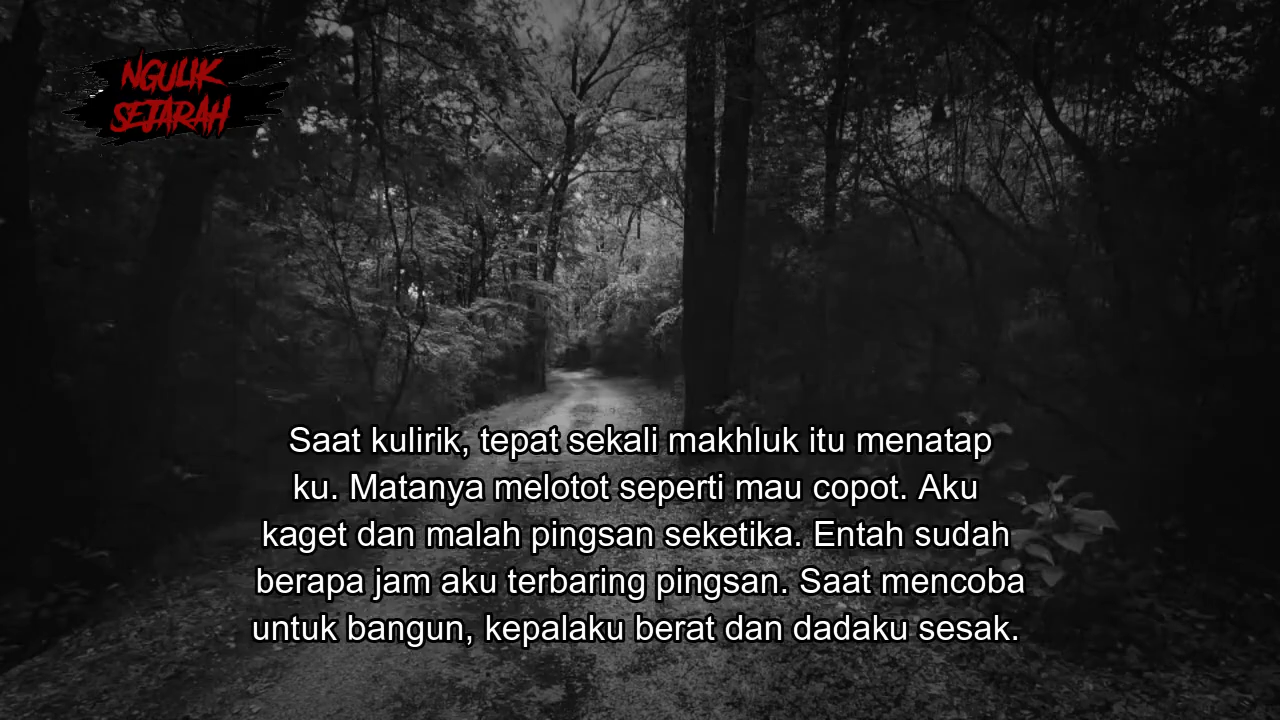 NGULIK
SEJARAH
Saat kulirik, tepat sekali makhluk itu menatap
ku. Matanya melotot seperti mau copot. Aku
kaget dan malah pingsan seketika. Entah sudah
berapa jam aku terbaring pingsan. Saat mencoba
untuk bangun, kepalaku berat dan dadaku sesak.